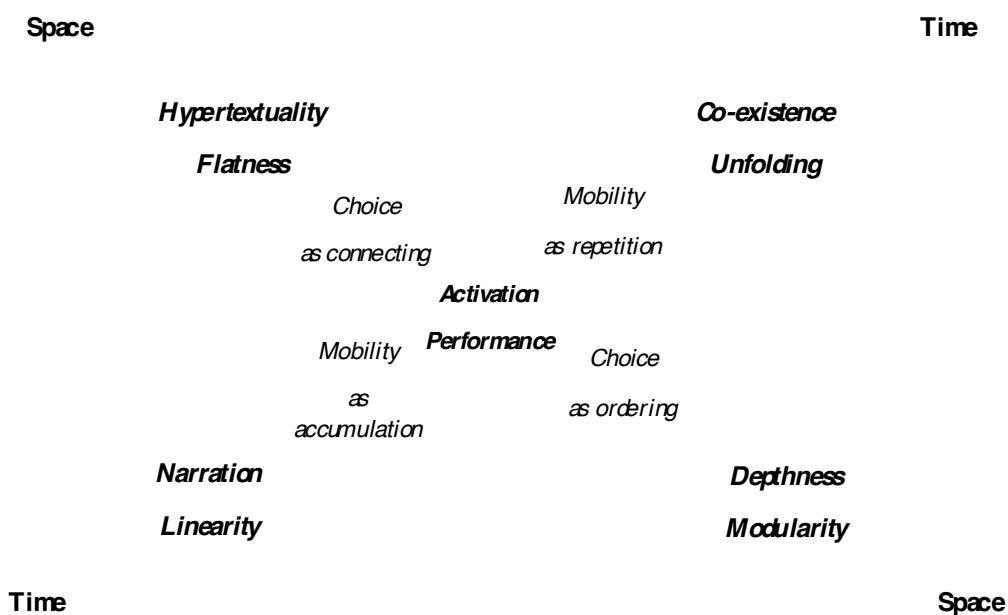 Space Time
Hypertextuality Co-existence
Flatness Unfolding
Choice Mobility
as connecting as repetition
Activation
Mobility Performance Choice
as as ordering
accumulation
Narration Depthness
Linearity Modularity
Time Space